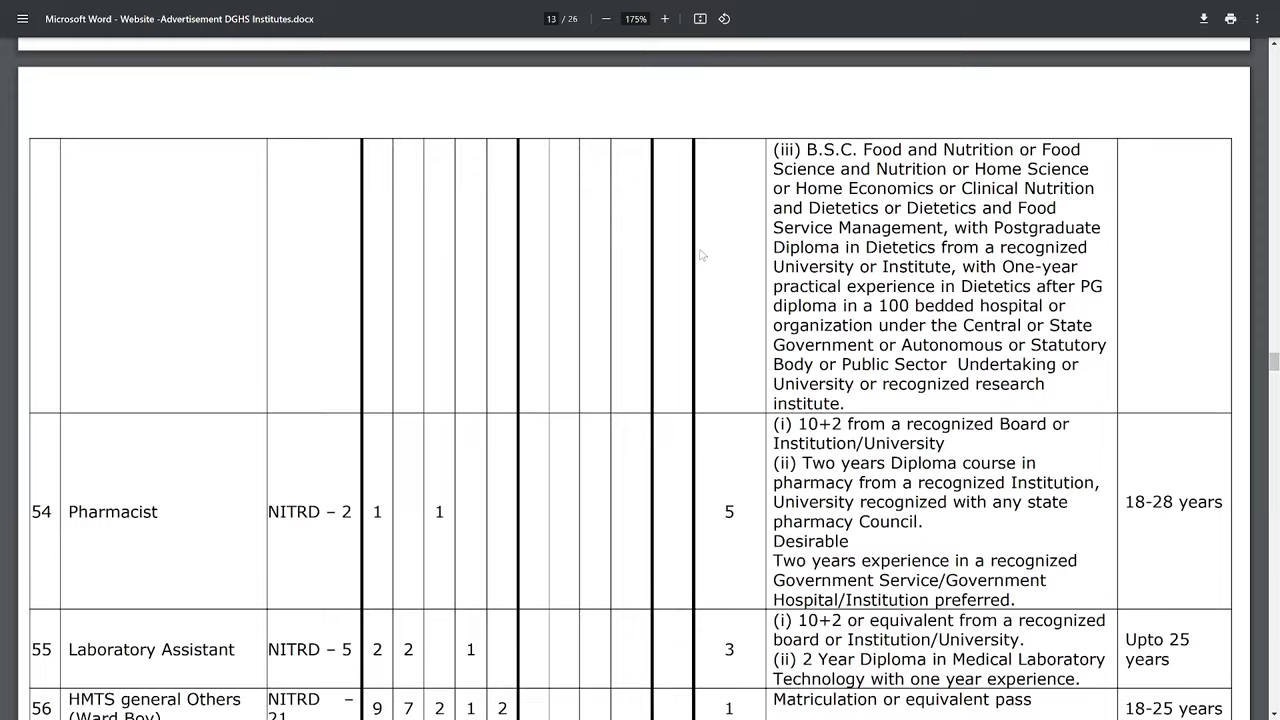 Microsoft Word - Website -Advertisement DGHS Institutes.docx
13 / 26
175%
(iii) B.S.C. Food and Nutrition or Food
Science and Nutrition or Home Science
or Home Economics or Clinical Nutrition
and Dietetics or Dietetics and Food
Service Management, with Postgraduate
Diploma in Dietetics from a recognized
University or Institute, with One-year
practical experience in Dietetics after PG
diploma in a 100 bedded hospital or
organization under the Central or State
Government or Autonomous or Statutory
Body or Public Sector Undertaking or
University or recognized research
institute.
54 Pharmacist NITRD – 2 1 1 5
(i) 10+2 from a recognized Board or
Institution/University
(ii) Two years Diploma course in
pharmacy from a recognized Institution,
University recognized with any state
pharmacy Council.
Desirable
Two years experience in a recognized
Government Service/Government
Hospital/Institution preferred.
18-28 years
55 Laboratory Assistant NITRD – 5 2 2 1 3
(i) 10+2 or equivalent from a recognized
board or Institution/University.
(ii) 2 Year Diploma in Medical Laboratory
Technology with one year experience.
Upto 25
years
56
HMTS general Others
(Ward Boy)
NITRD –
21
9 7 2 1 2 1
Matriculation or equivalent pass
18-25 years